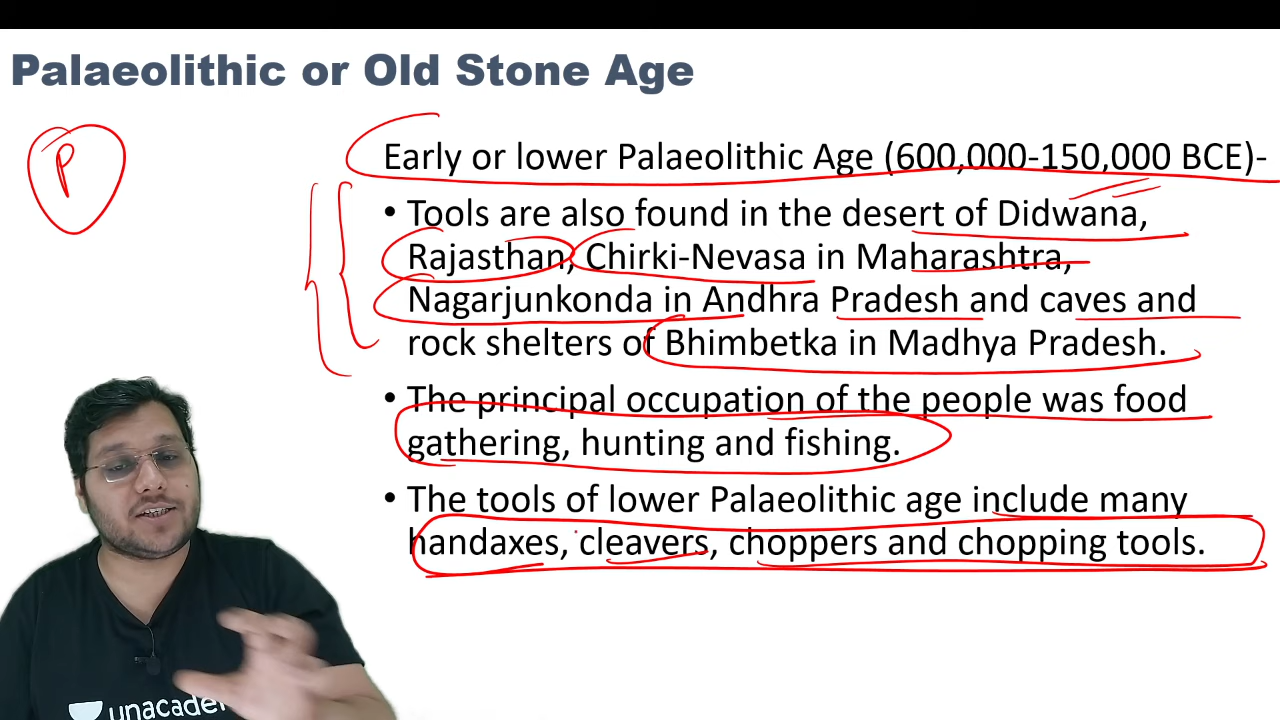 Palaeolithic or Old Stone Age
P
Early or lower Palaeolithic Age (600,000-150,000 BCE)-
• Tools are also found in the desert of Didwana,
Rajasthan, Chirki-Nevasa in Maharashtra,
Nagarjunkonda in Andhra Pradesh and caves and
rock shelters of Bhimbetka in Madhya Pradesh.
• The principal occupation of the people was food
gathering, hunting and fishing.
• The tools of lower Palaeolithic age include many
handaxes, cleavers, choppers and chopping tools.
unacade